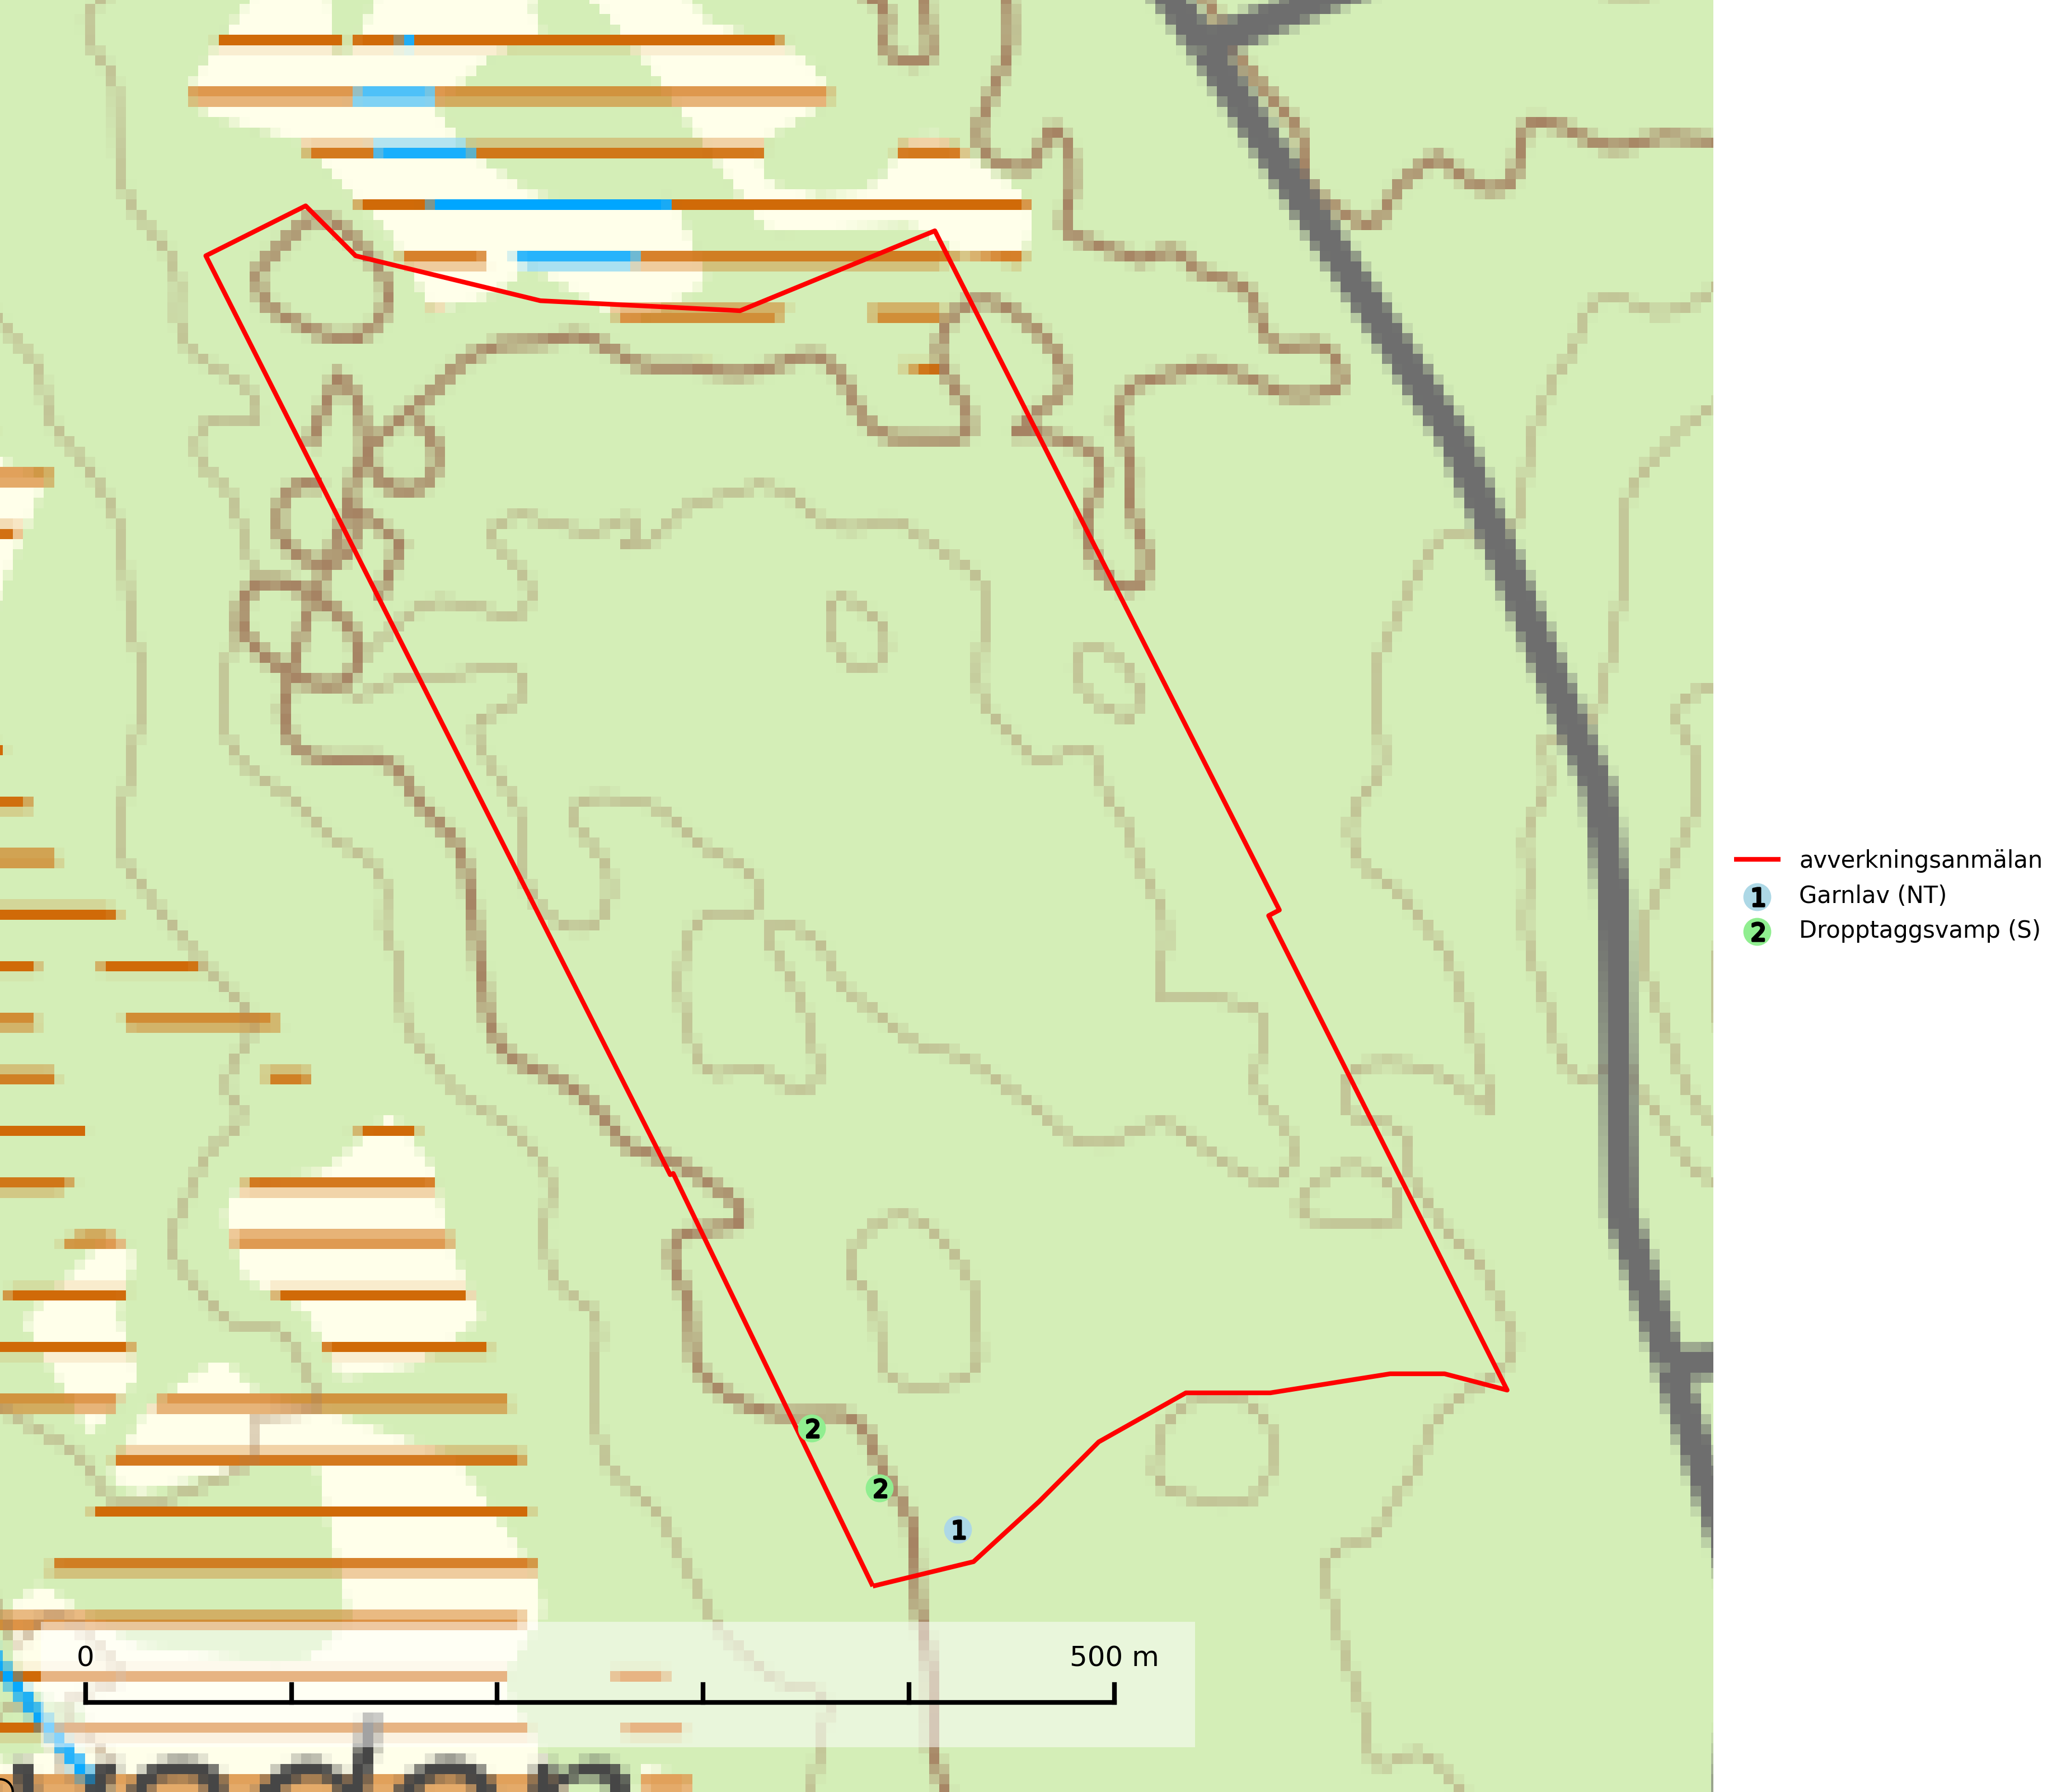 avverkningsanmälan
1 Garnlav (NT)
2 Dropptaggsvamp (S)
2
2
1
0 500 m